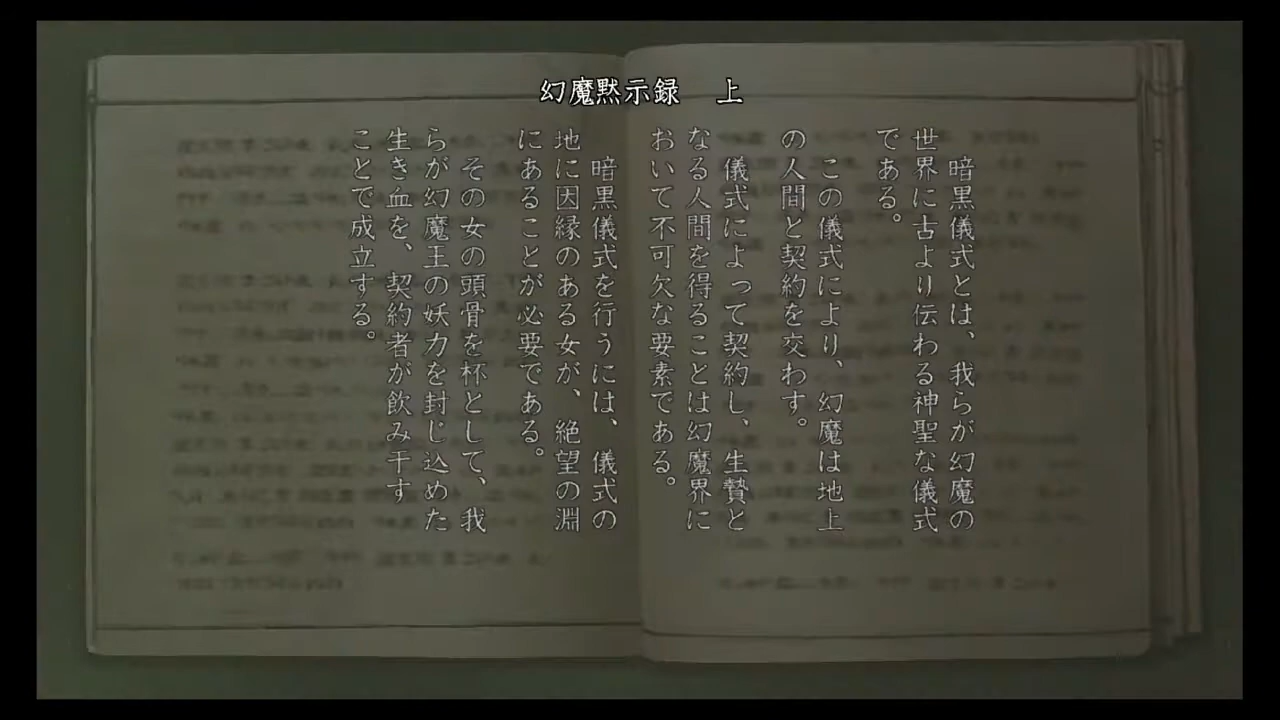 幻魔黙示録　上
　暗黒儀式とは、我らが幻魔の
世界に古より伝わる神聖な儀式
である。
　この儀式により、幻魔は地上
の人間と契約を交わす。
　儀式によって契約し、生贄と
なる人間を得ることは幻魔界に
おいて不可欠な要素である。
　暗黒儀式を行うには、儀式の
地に因縁のある女が、絶望の淵
にあることが必要である。
　その女の頭骨を杯として、我
らが幻魔王の妖力を封じ込めた
生き血を、契約者が飲み干す
ことで成立する。